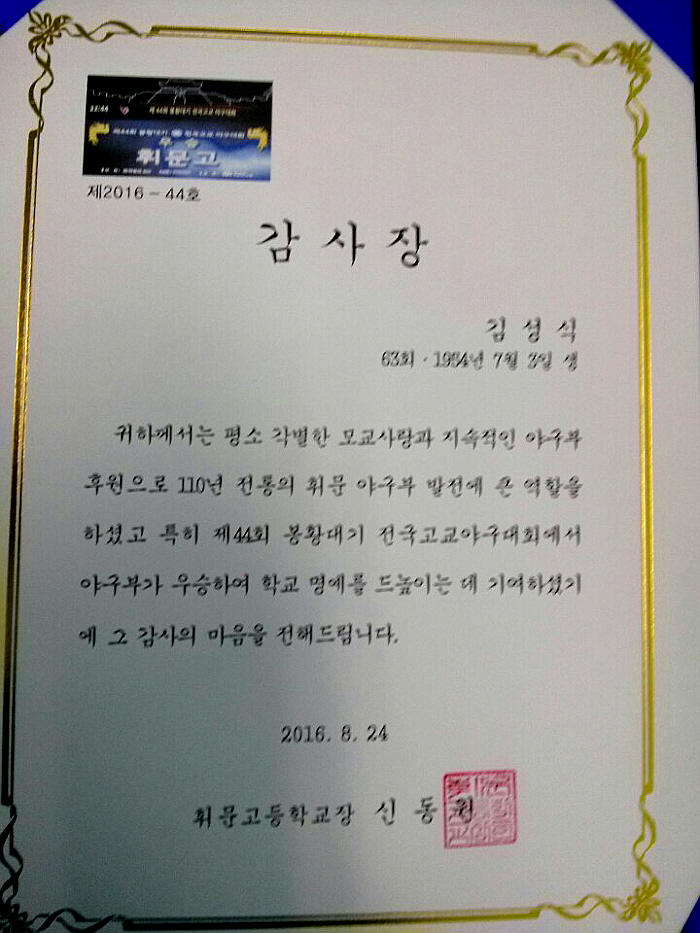 제44회 봉황대기 전국고교 야구대회
우승
휘문고
제2016 - 44호
감 사 장
김 성 식
63회 · 1954년 7월 3일 생
귀하께서는 평소 각별한 모교사랑과 지속적인 야구부
후원으로 110년 전통의 휘문 야구부 발전에 큰 역할을
하셨고 특히 제44회 봉황대기 전국고교야구대회에서
야구부가 우승하여 학교 명예를 드높이는 데 기여하셨기
에 그 감사의 마음을 전해드립니다.
2016. 8. 24
휘문고등학교장 신 동 원